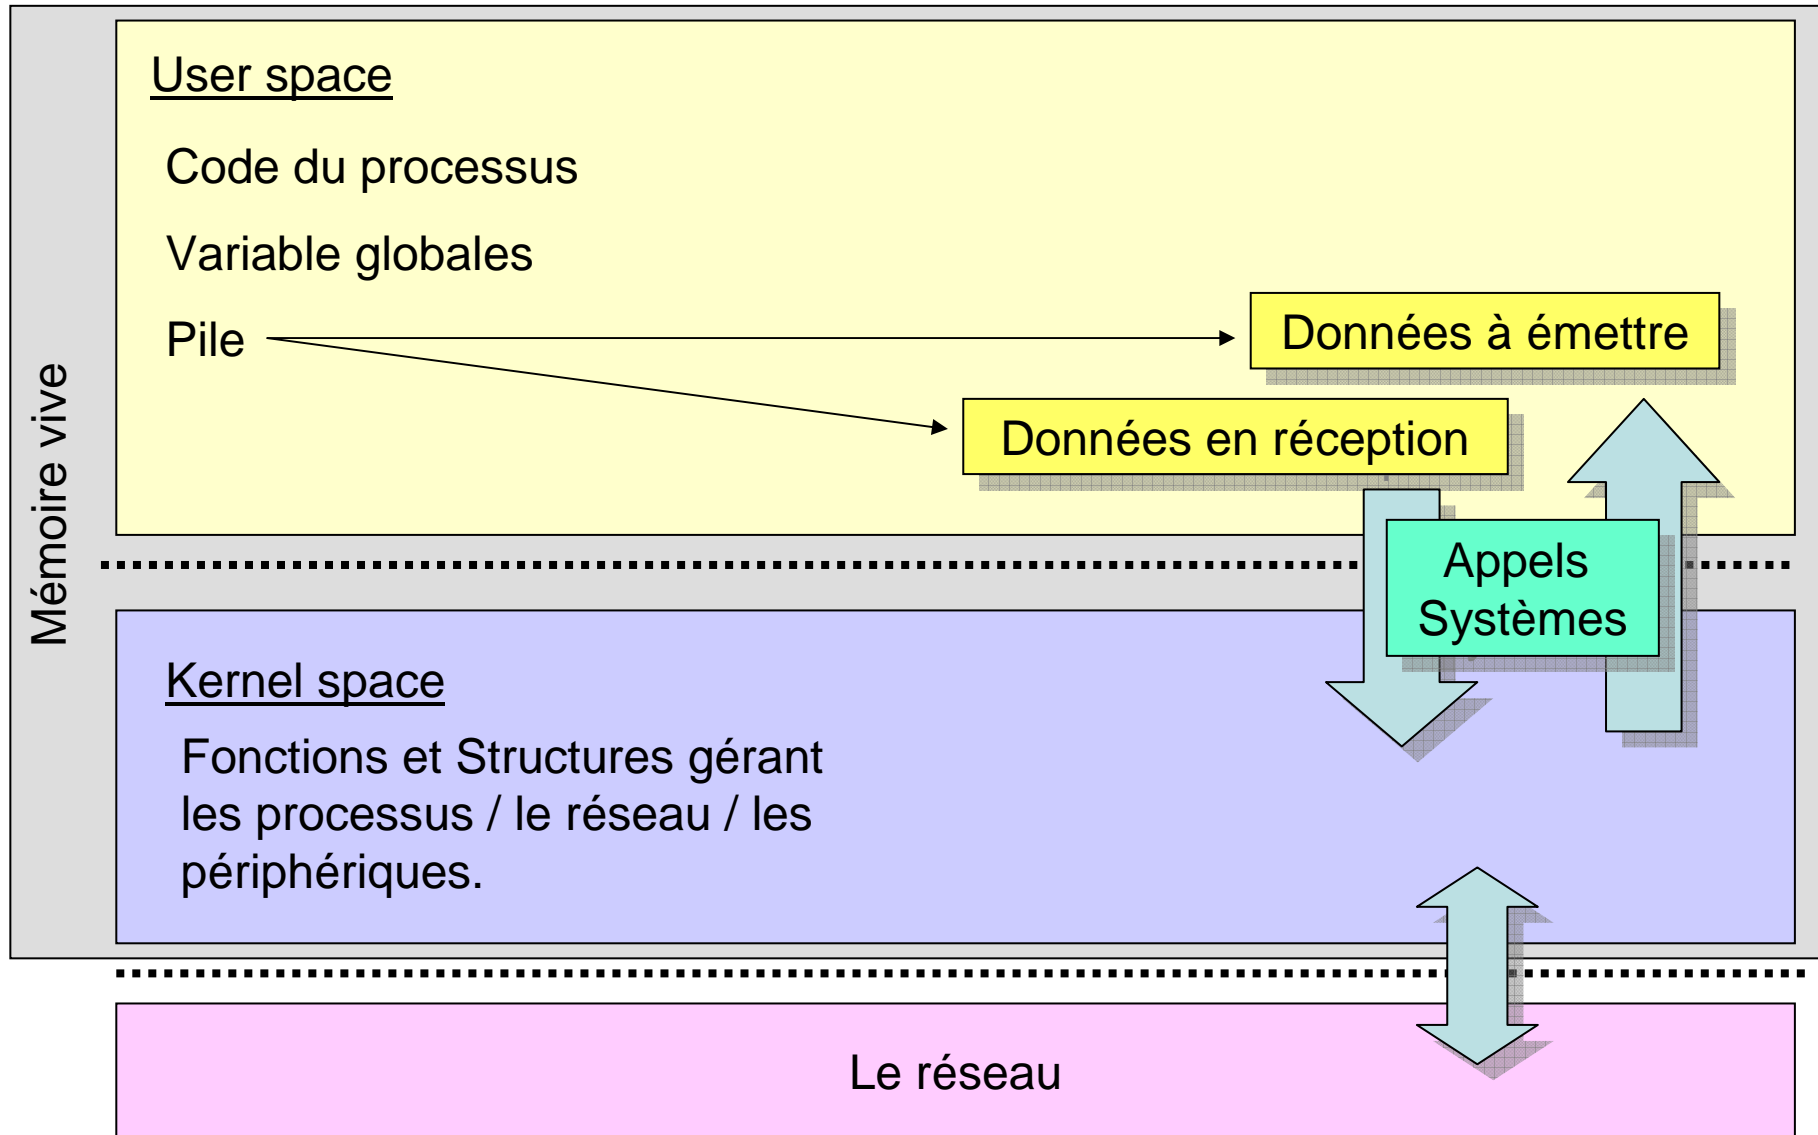 User space
Code du processus
Variable globales
Pile
Données à émettre
Données en réception
Mémoire vive
Appels
Systèmes
Kernel space
Fonctions et Structures gérant
les processus / le réseau / les
périphériques.
Le réseau